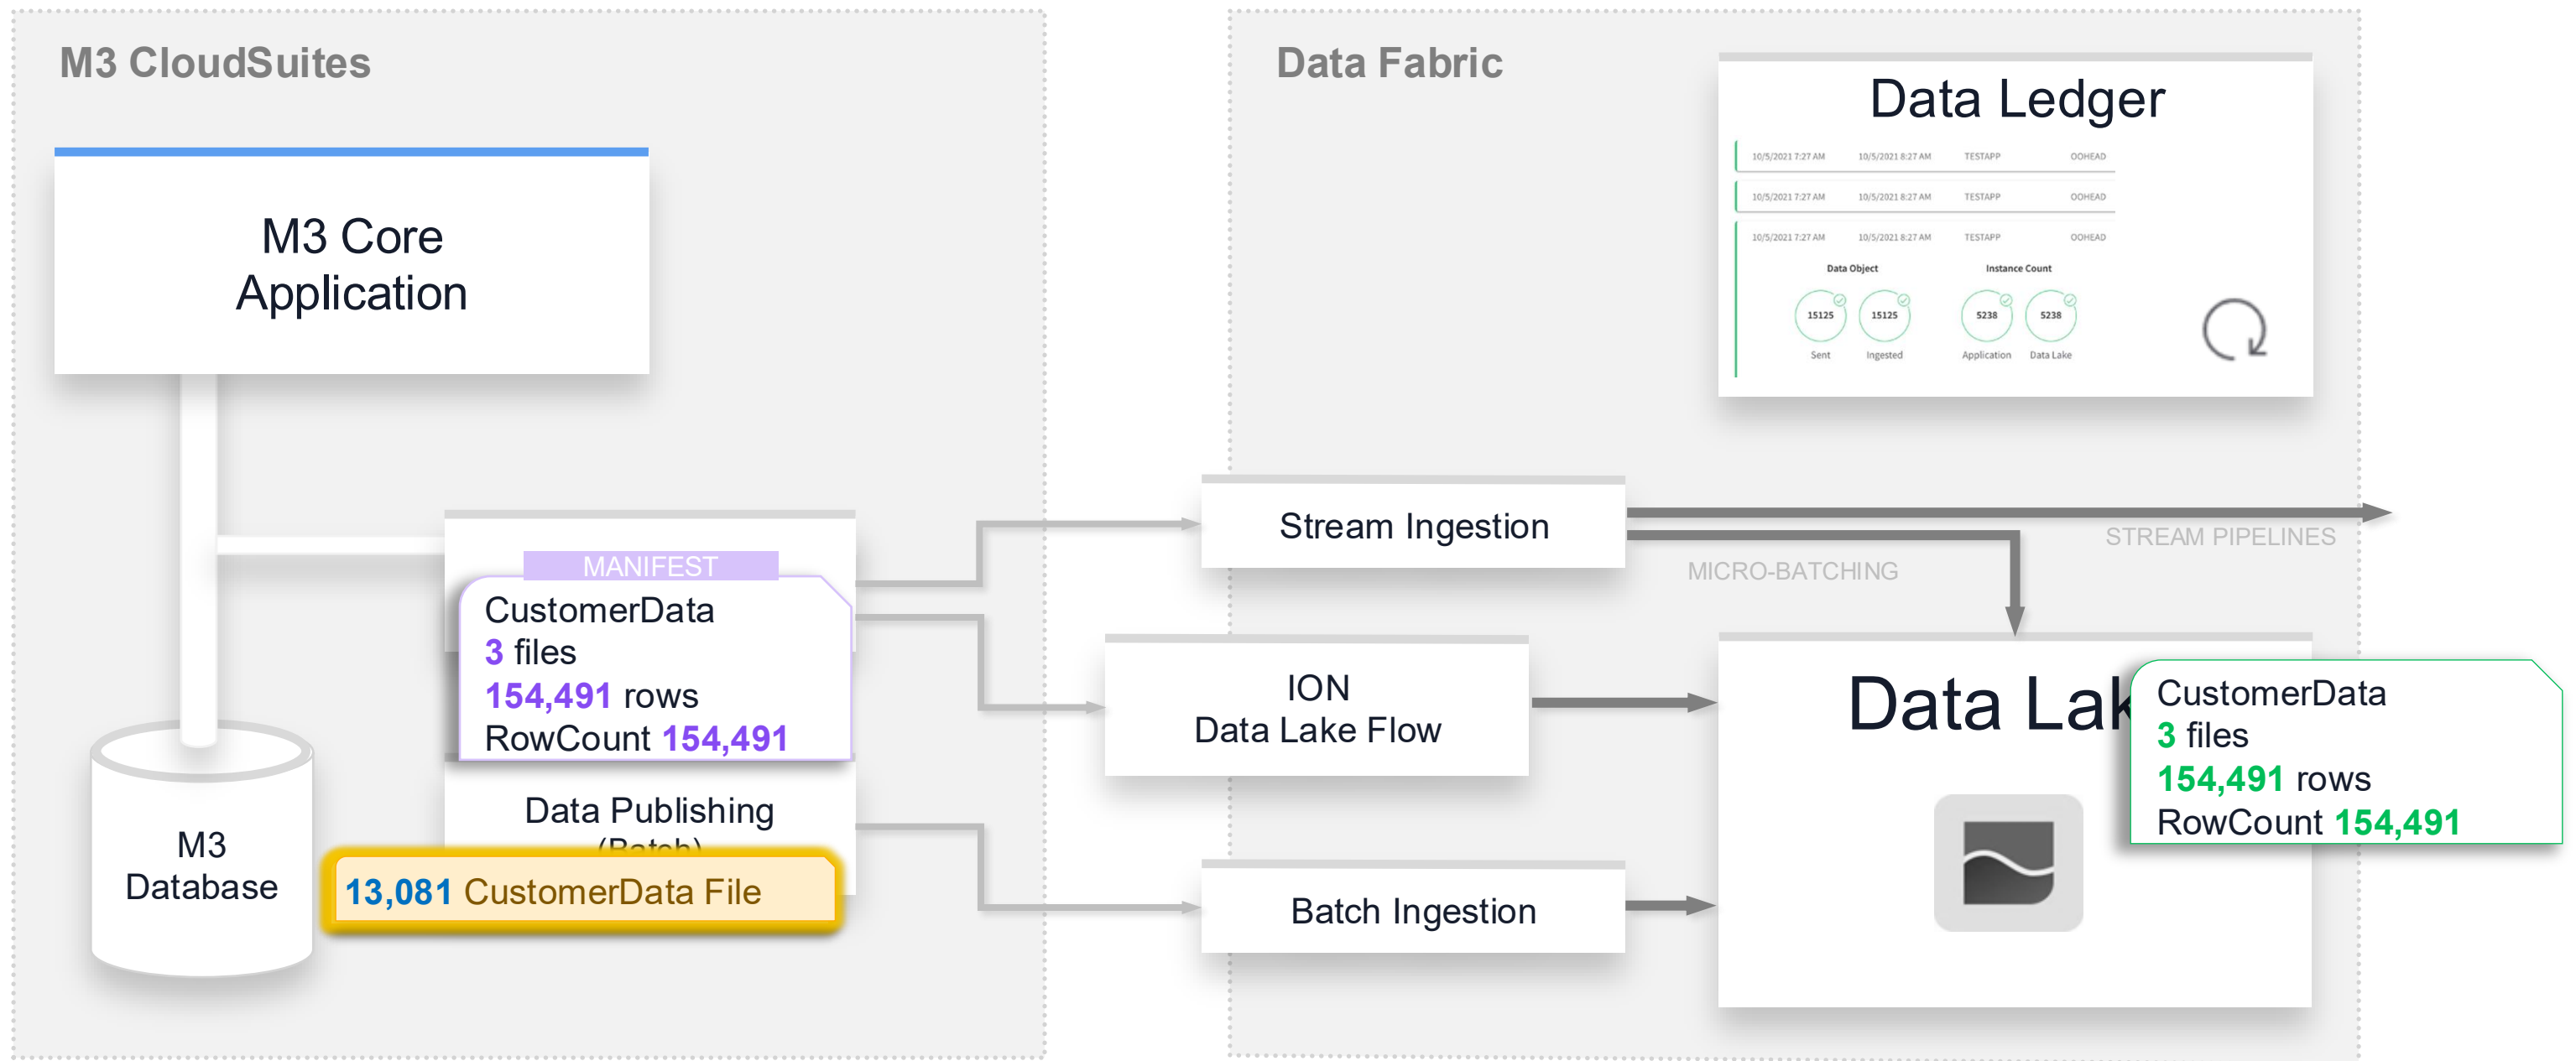 M3 CloudSuites
M3 Core
Application
MANIFEST
CustomerData
3 files
154,491 rows
RowCount 154,491
Data Publishing
(Batch)
13,081 CustomerData File
M3
Database
Data Fabric
Data Ledger
10/5/2021 7:27 AM 10/5/2021 8:27 AM TESTAPP OOHEAD
10/5/2021 7:27 AM 10/5/2021 8:27 AM TESTAPP OOHEAD
10/5/2021 7:27 AM 10/5/2021 8:27 AM TESTAPP OOHEAD
Data Object Instance Count
15125 15125 5238 5238
Sent Ingested Application Data Lake
Stream Ingestion
STREAM PIPELINES
MICRO-BATCHING
ION
Data Lake Flow
Batch Ingestion
Data Lak
CustomerData
3 files
154,491 rows
RowCount 154,491